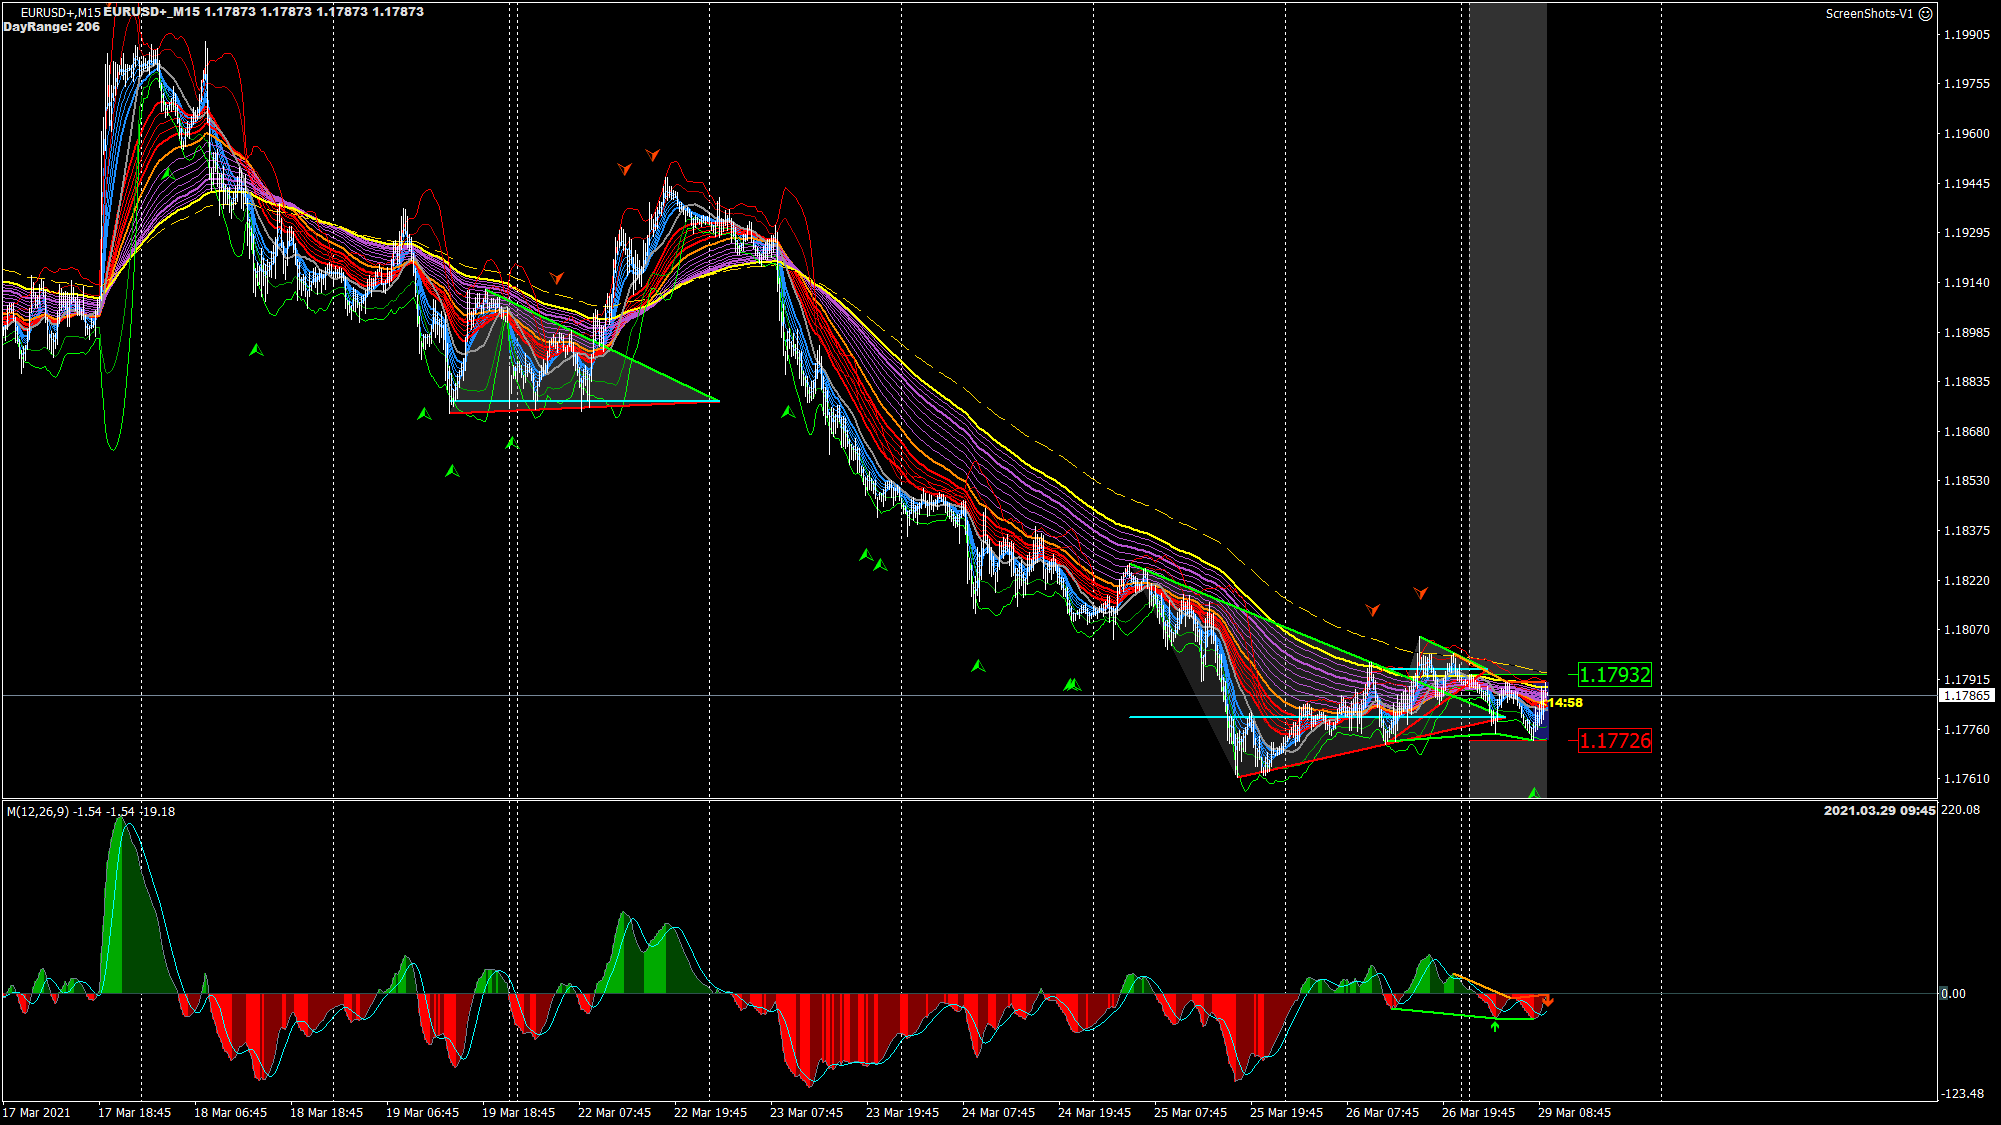 EURUSD+,M15 EURUSD+_M15 1.17873 1.17873 1.17873 1.17873
ScreenShots-V1 ☺
DayRange: 206
1.19905
1.19755
1.19600
1.19445
1.19295
1.19140
1.18985
1.18835
1.18680
1.18530
1.18375
1.18220
1.18070
1.17932
1.17915
1.17865
14:58
1.17726
1.17760
1.17610
M(12,26,9) -1.54 -1.54 -19.18
2021.03.29 09:45
220.08
0.00
-123.48
17 Mar 2021
17 Mar 18:45
18 Mar 06:45
18 Mar 18:45
19 Mar 06:45
19 Mar 18:45
22 Mar 07:45
22 Mar 19:45
23 Mar 07:45
23 Mar 19:45
24 Mar 07:45
24 Mar 19:45
25 Mar 07:45
25 Mar 19:45
26 Mar 07:45
26 Mar 19:45
29 Mar 08:45